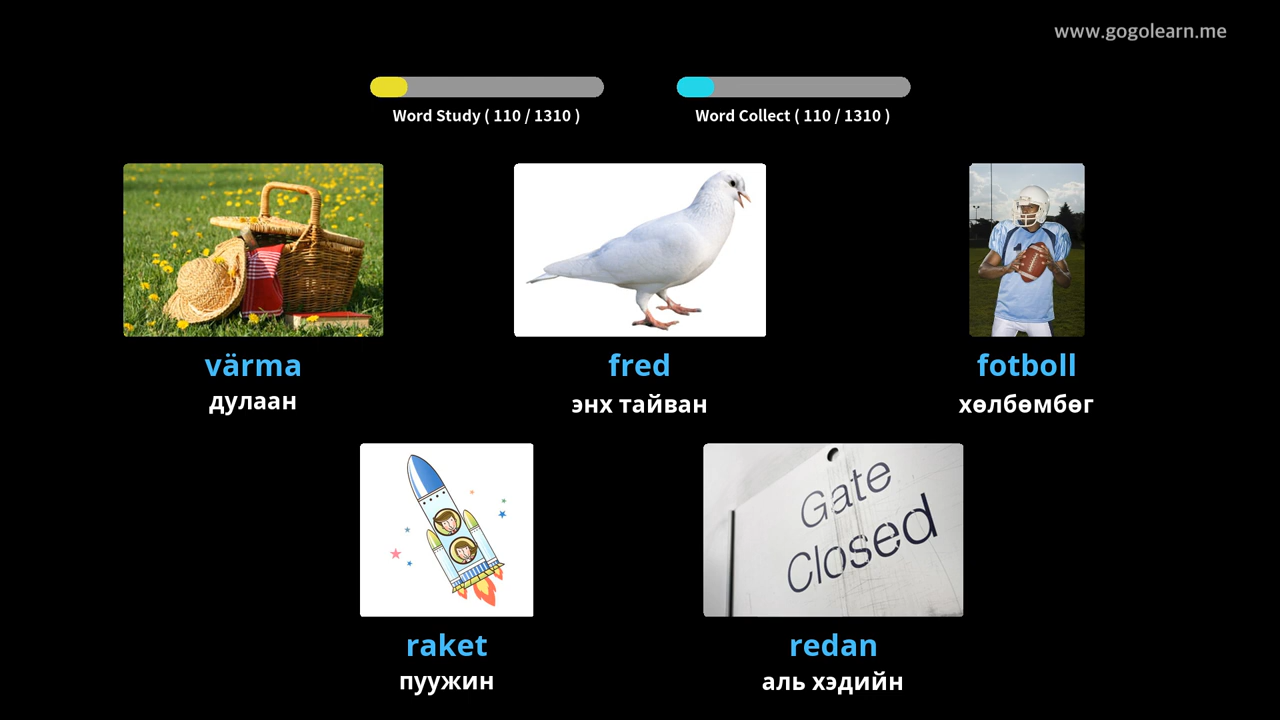 www.gogolearn.me
Word Study ( 110 / 1310 )
Word Collect ( 110 / 1310 )
värma
дулаан
fred
энх тайван
fotboll
хөлбөмбөг
Gate
Closed
raket
пуужин
redan
аль хэдийн